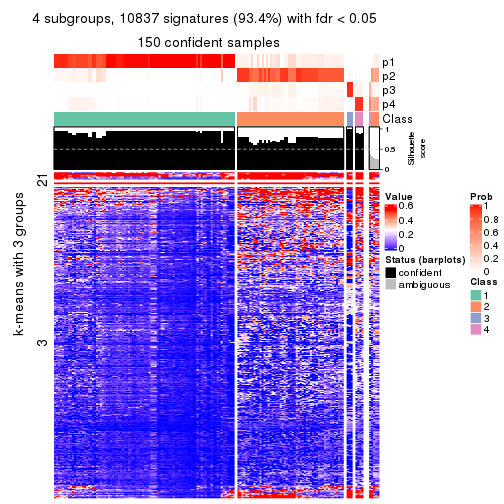 4 subgroups, 10837 signatures (93.4%) with fdr < 0.05
150 confident samples
p1
p2
p3
p4
Class
1
0.5
0
Silhouette
score
21
3
k-means with 3 groups
Value
0.6
0.4
0.2
0
Status (barplots)
confident
ambiguous
Prob
1
0.8
0.6
0.4
0.2
0
Class
1
2
3
4